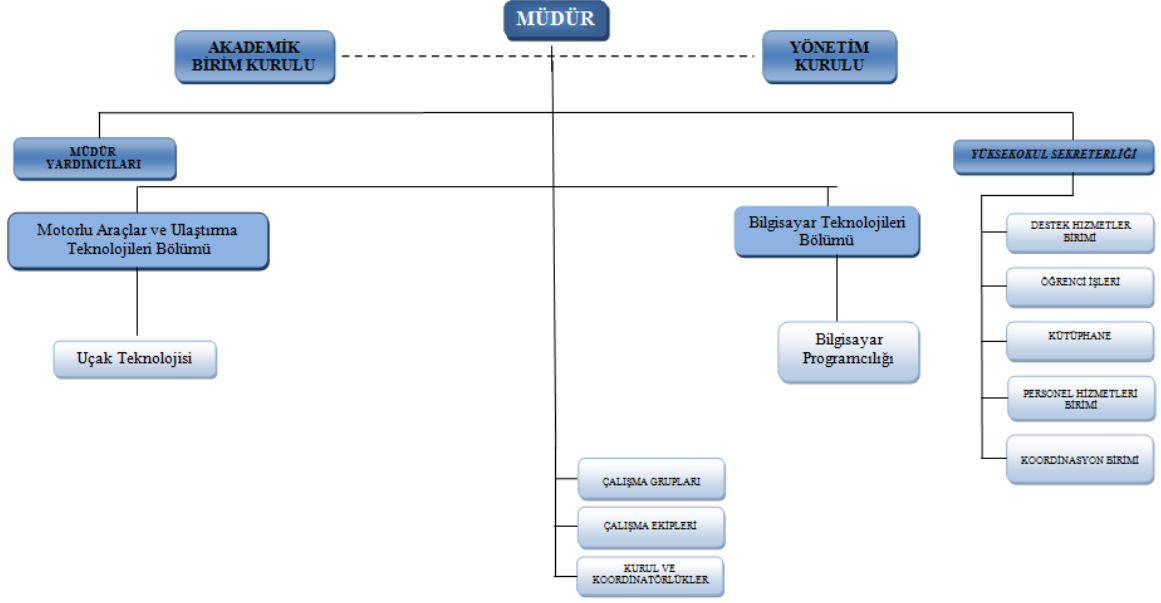 MÜDÜR
AKADEMİK
BİRİM KURULU
YÖNETİM
KURULU
MÜDÜR
YARDIMCILARI
YÜKSEKOKUL SEKRETERLİĞİ
Motorlu Araçlar ve Ulaştırma
Teknolojileri Bölümü
Bilgisayar Teknolojileri
Bölümü
Uçak Teknolojisi
Bilgisayar
Programcılığı
DESTEK HİZMETLER
BİRİMİ
ÖĞRENCİ İŞLERİ
KÜTÜPHANE
PERSONEL HİZMETLERİ
BİRİMİ
KOORDİNASYON BİRİMİ
ÇALIŞMA GRUPLARI
ÇALIŞMA EKİPLERİ
KURUL VE
KOORDİNATÖRLÜKLER